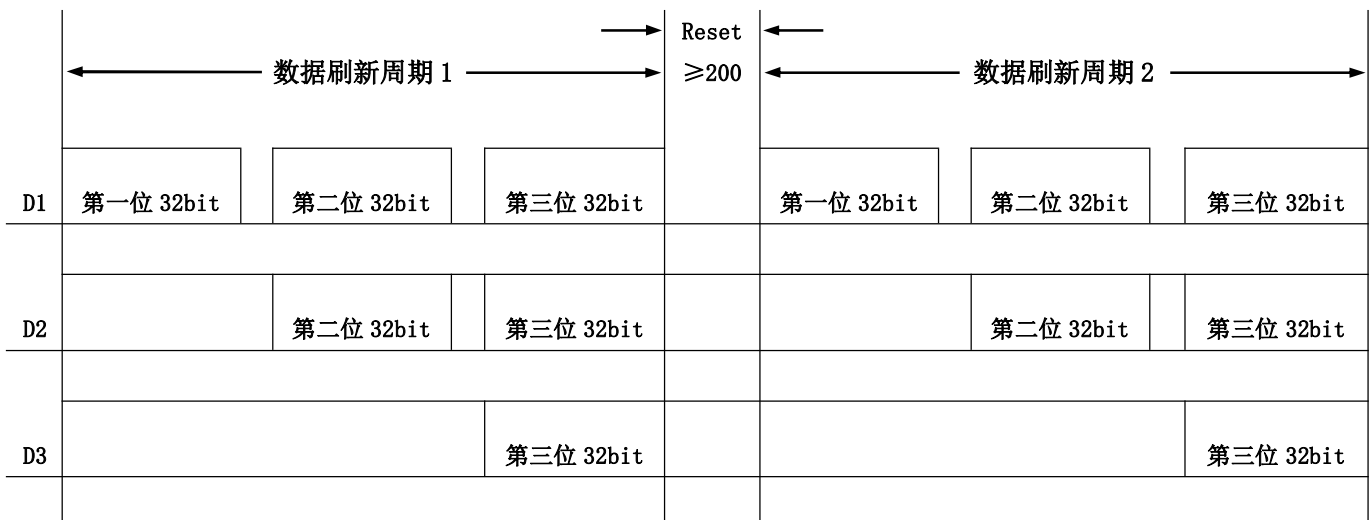 Reset
数据刷新周期1 ≥200 数据刷新周期2
D1 第一位 32bit 第二位 32bit 第三位 32bit 第一位 32bit 第二位 32bit 第三位 32bit
D2 第二位 32bit 第三位 32bit 第二位 32bit 第三位 32bit
D3 第三位 32bit 第三位 32bit